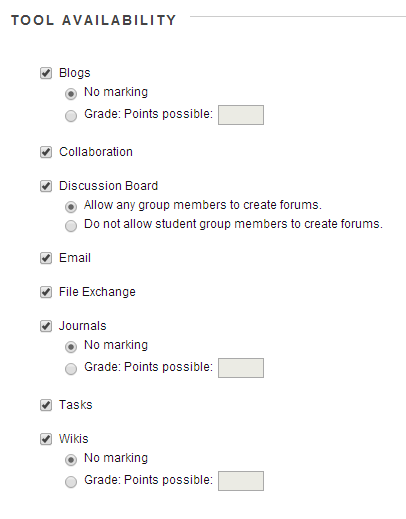 TOOL AVAILABILITY
Blogs
No marking
Grade: Points possible:
Collaboration
Discussion Board
Allow any group members to create forums.
Do not allow student group members to create forums.
Email
File Exchange
Journals
No marking
Grade: Points possible:
Tasks
Wikis
No marking
Grade: Points possible: